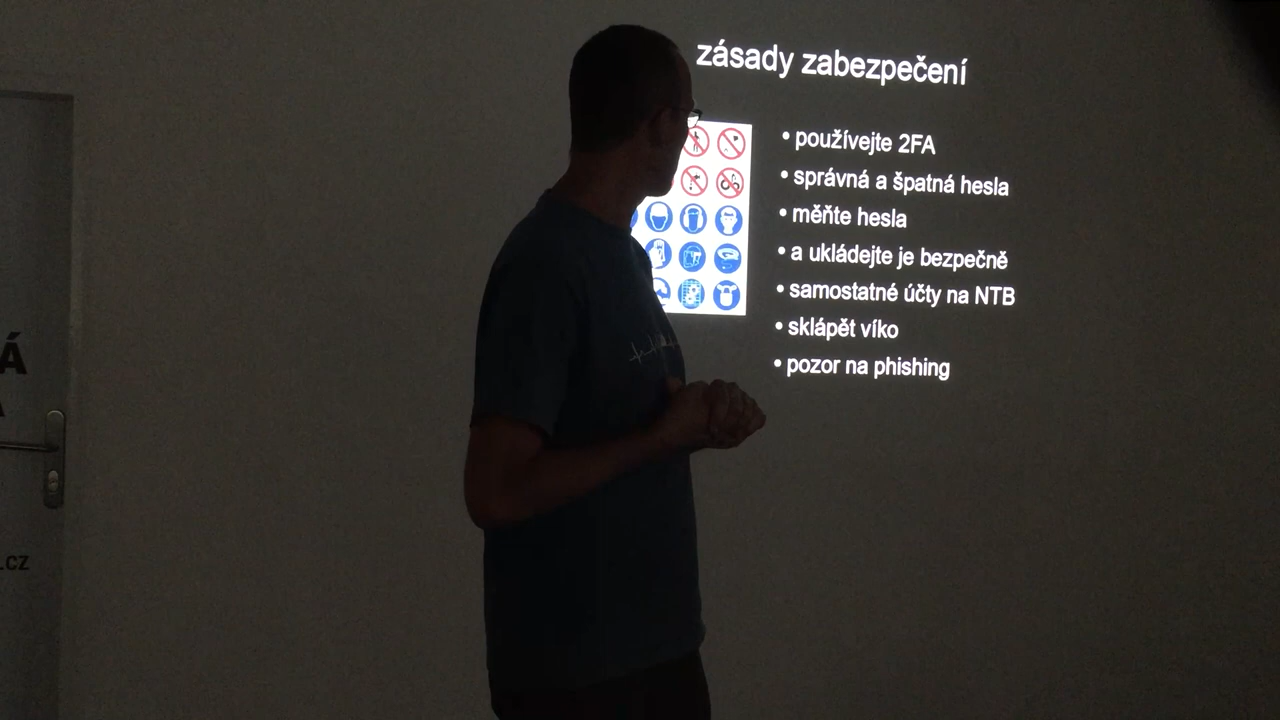 zásady zabezpečení
• používejte 2FA
• správná a špatná hesla
• měňte hesla
• a ukládejte je bezpečně
• samostatné účty na NTB
• sklápět víko
• pozor na phishing
Á
.CZ